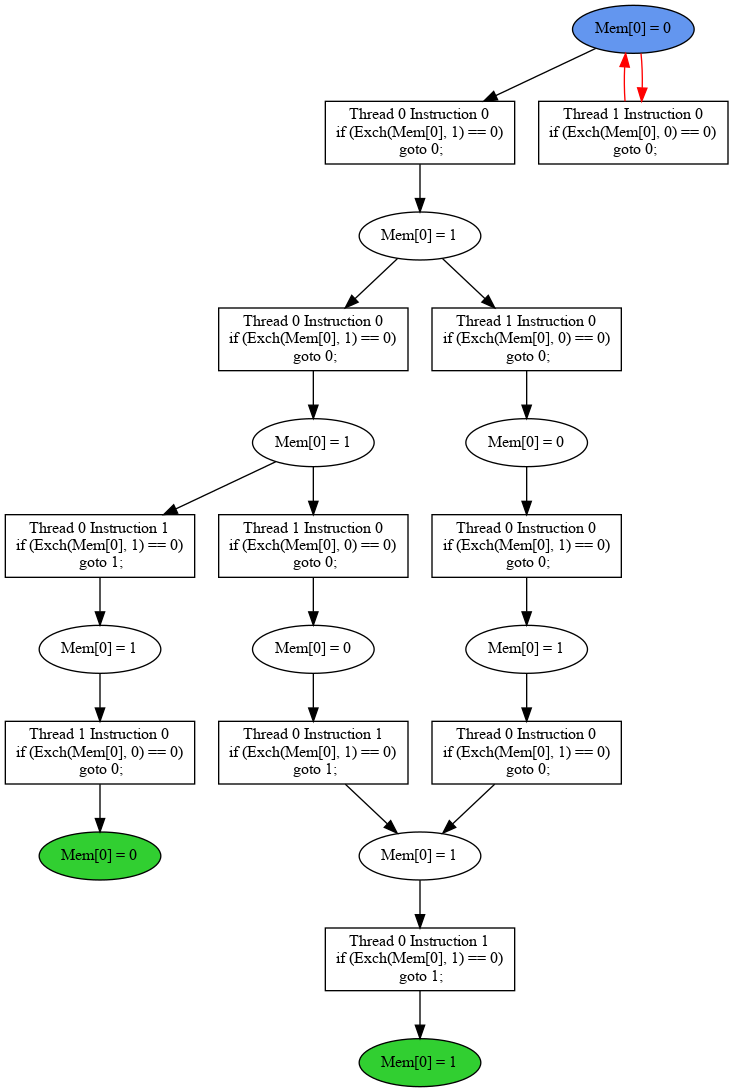 Mem[0] = 0
Thread 0 Instruction 0
if (Exch(Mem[0], 1) == 0)
goto 0;
Thread 1 Instruction 0
if (Exch(Mem[0], 0) == 0)
goto 0;
Mem[0] = 1
Thread 0 Instruction 0
if (Exch(Mem[0], 1) == 0)
goto 0;
Thread 1 Instruction 0
if (Exch(Mem[0], 0) == 0)
goto 0;
Mem[0] = 1
Mem[0] = 0
Thread 0 Instruction 1
if (Exch(Mem[0], 1) == 0)
goto 1;
Thread 1 Instruction 0
if (Exch(Mem[0], 0) == 0)
goto 0;
Thread 0 Instruction 0
if (Exch(Mem[0], 1) == 0)
goto 0;
Mem[0] = 1
Mem[0] = 0
Mem[0] = 1
Thread 1 Instruction 0
if (Exch(Mem[0], 0) == 0)
goto 0;
Thread 0 Instruction 1
if (Exch(Mem[0], 1) == 0)
goto 1;
Thread 0 Instruction 0
if (Exch(Mem[0], 1) == 0)
goto 0;
Mem[0] = 0
Mem[0] = 1
Thread 0 Instruction 1
if (Exch(Mem[0], 1) == 0)
goto 1;
Mem[0] = 1